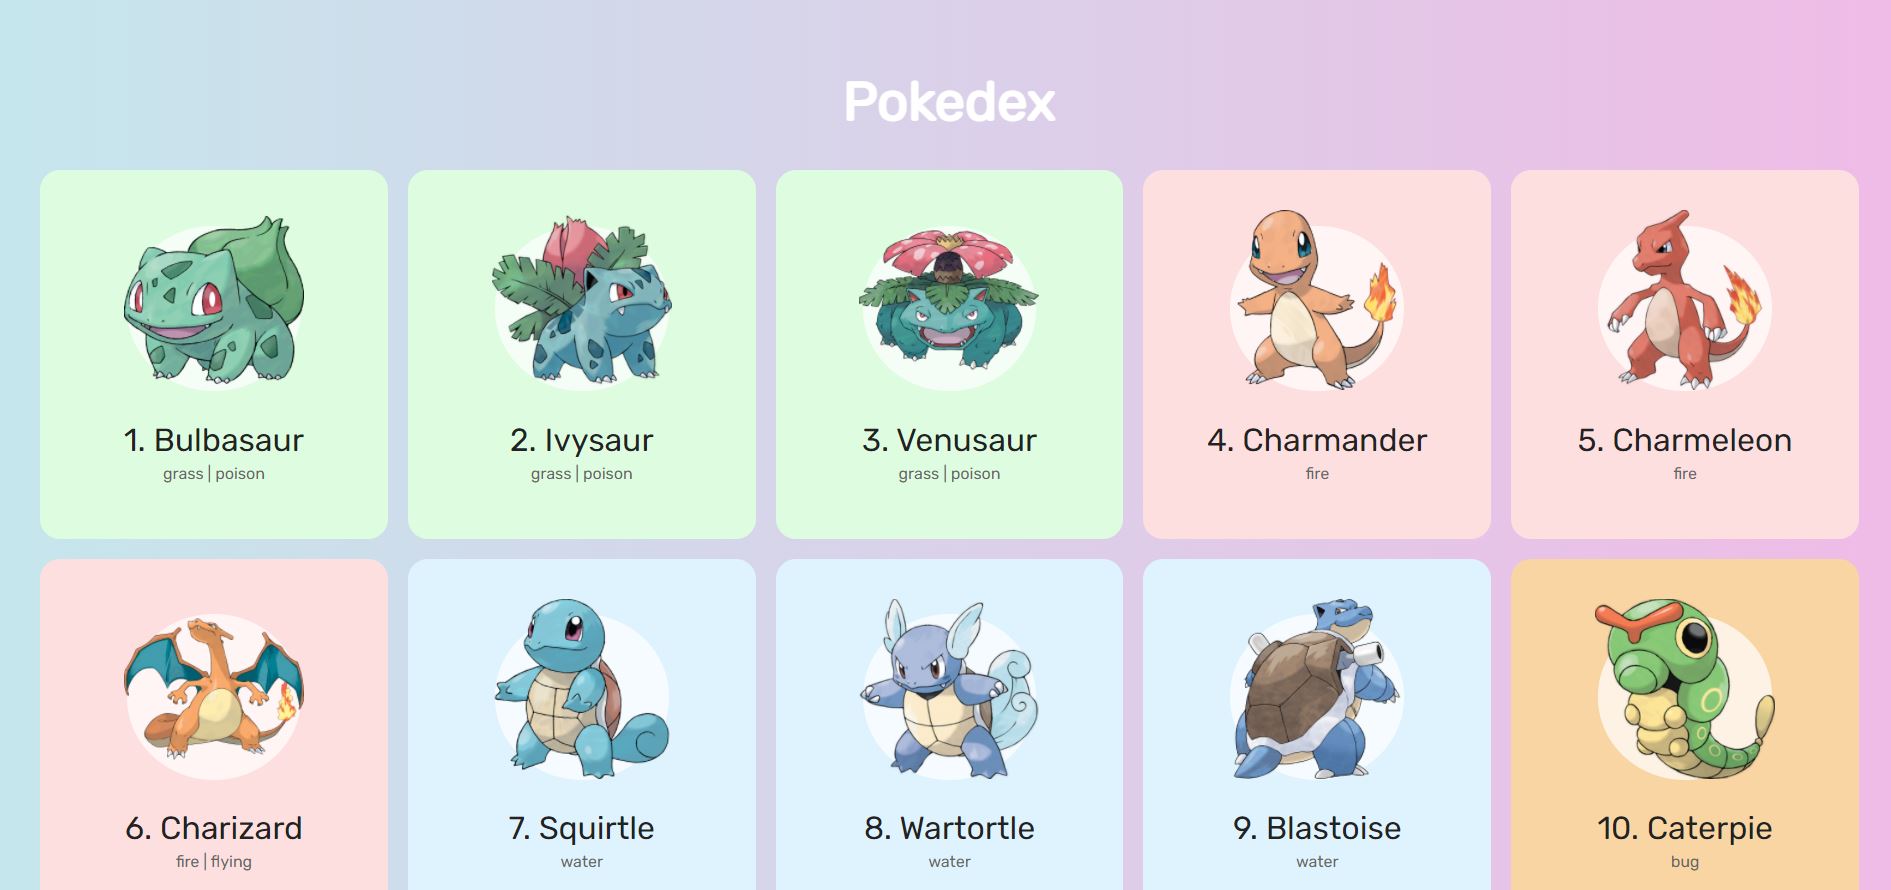 Pokedex
1. Bulbasaur
grass | poison
2. Ivysaur
grass | poison
3. Venusaur
grass | poison
4. Charmander
fire
5. Charmeleon
fire
6. Charizard
fire | flying
7. Squirtle
water
8. Wartortle
water
9. Blastoise
water
10. Caterpie
bug